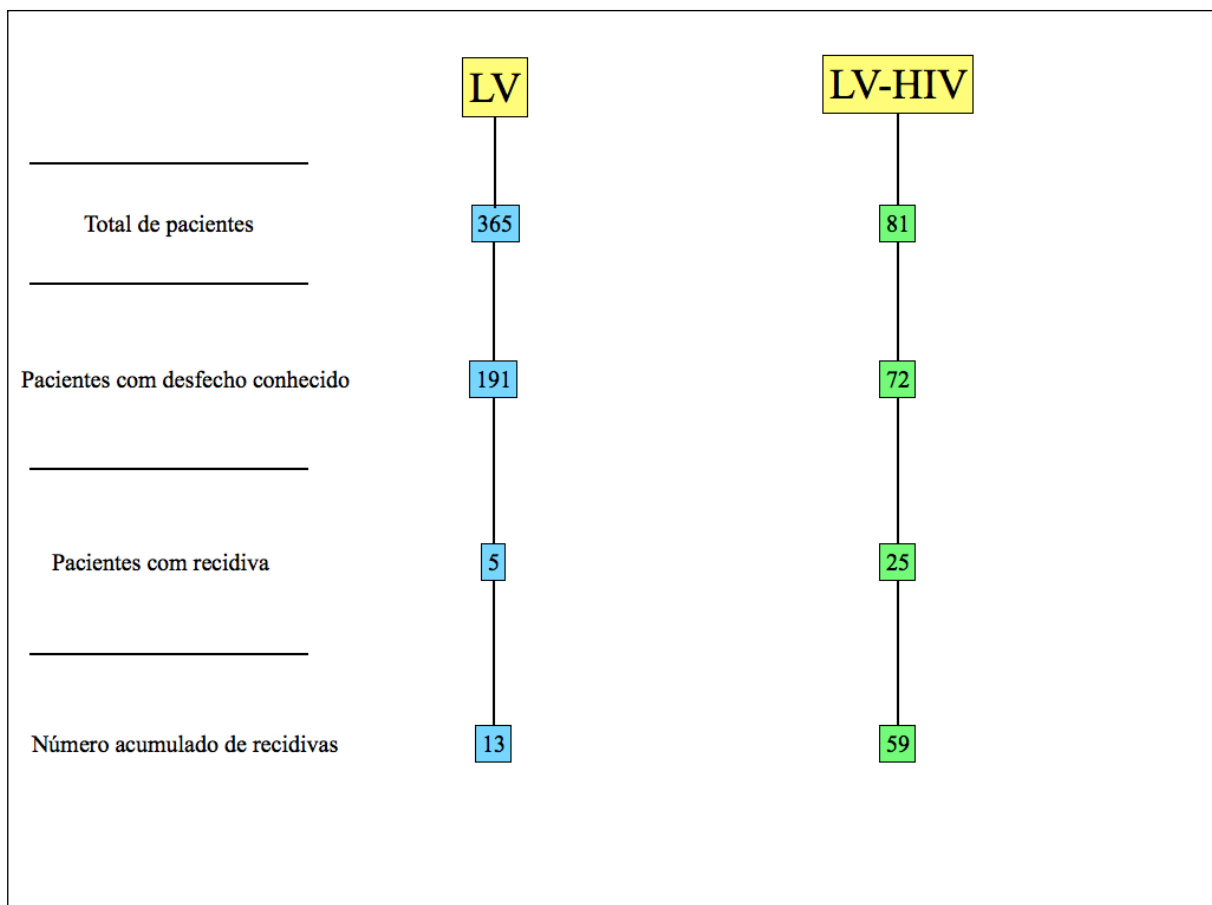 LV
LV-HIV
Total de pacientes
365
81
Pacientes com desfecho conhecido
191
72
Pacientes com recidiva
5
25
Número acumulado de recidivas
13
59